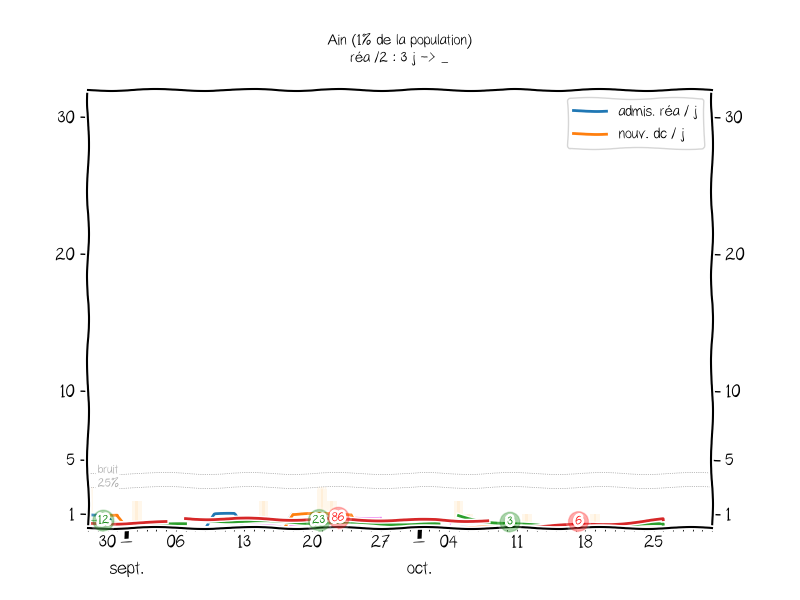 Ain (1% de la population)
réa /2 : 3 j -> _
admis. réa / j
nouv. dc / j
30 30
20 20
10 10
5 5
bruit
25%
1 1
12 23 86 3 6
30 06 13 20 27 04 11 18 25
sept. oct.